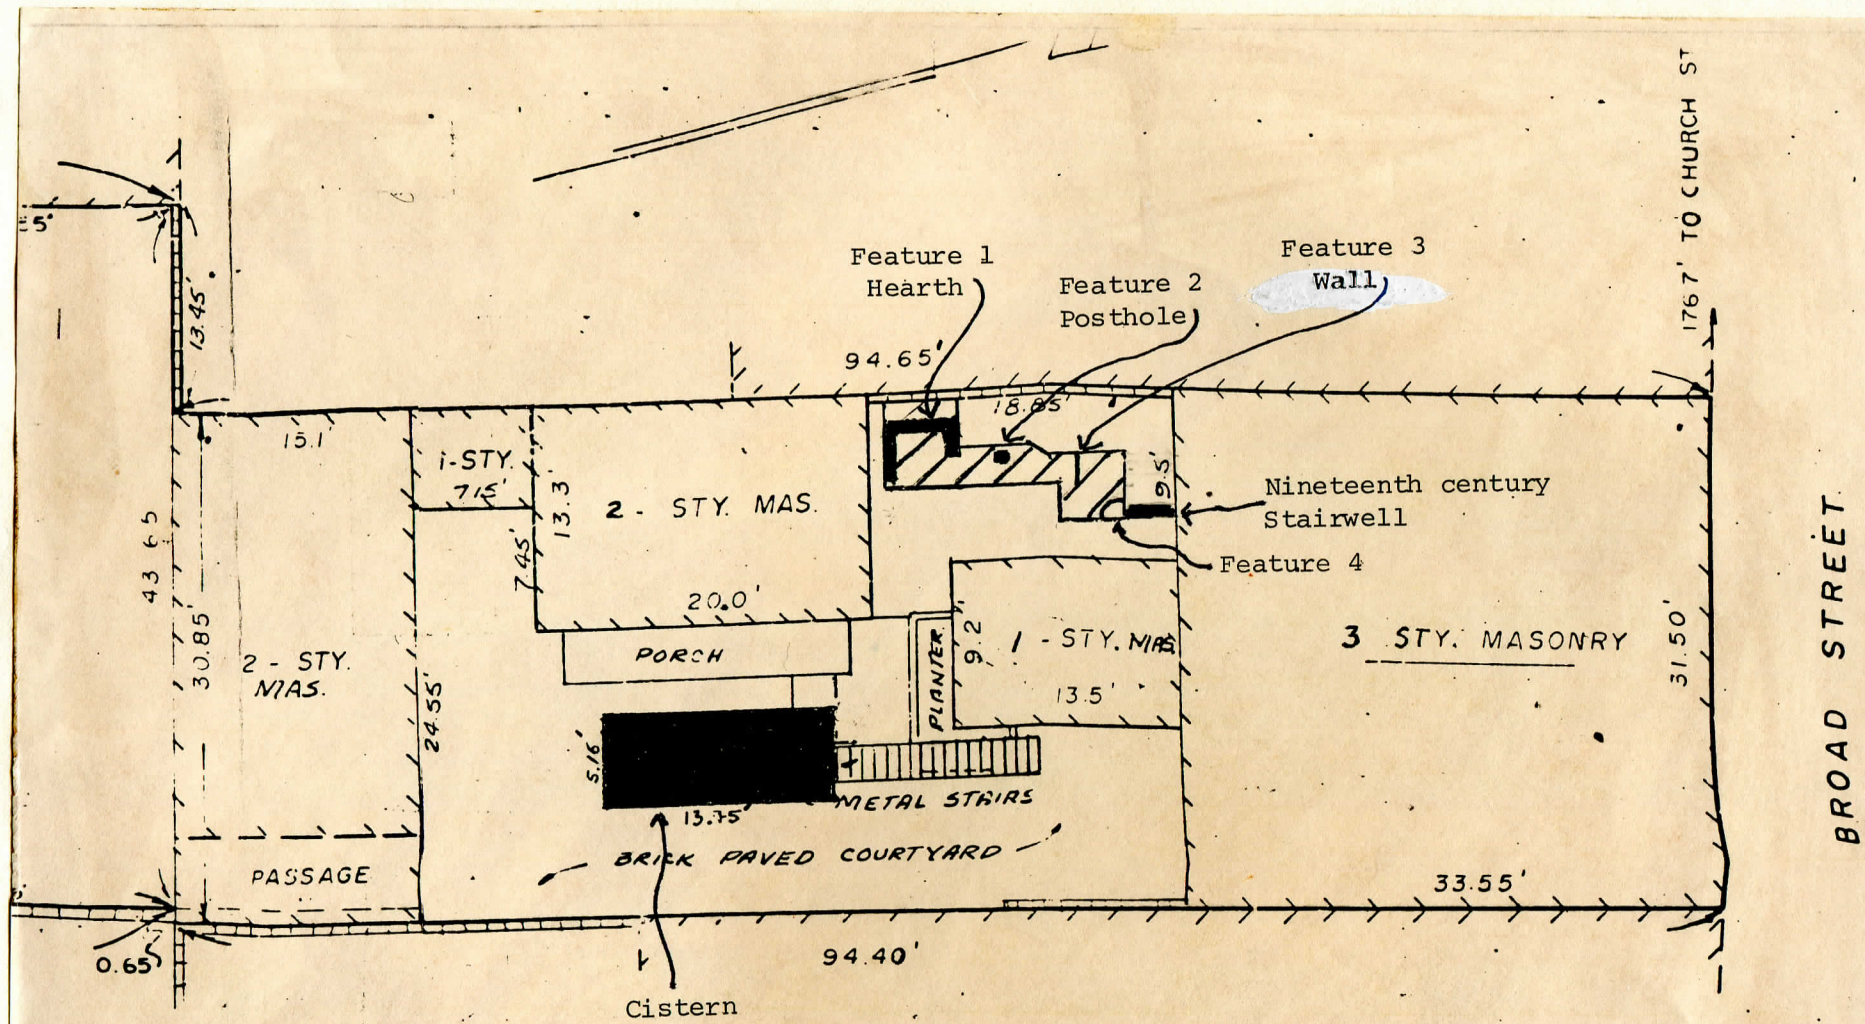 1767' TO CHURCH ST
Feature 1
Hearth
Feature 2
Posthole
Feature 3
Wall
13.45'
94.65'
18.85'
15.1
1-STY.
7.15'
13.3'
7.45'
2 - STY. MAS.
20.0'
9.5'
Nineteenth century
Stairwell
Feature 4
43 65
30.85'
2 - STY.
MAS.
24.55'
PORCH
PLANTER
9.2'
1 - STY. MAS.
13.5'
3 STY. MASONRY
31.50'
BROAD STREET
5.16'
13.75'
METAL STAIRS
BRICK PAVED COURTYARD
PASSAGE
33.55'
0.65'
94.40'
Cistern